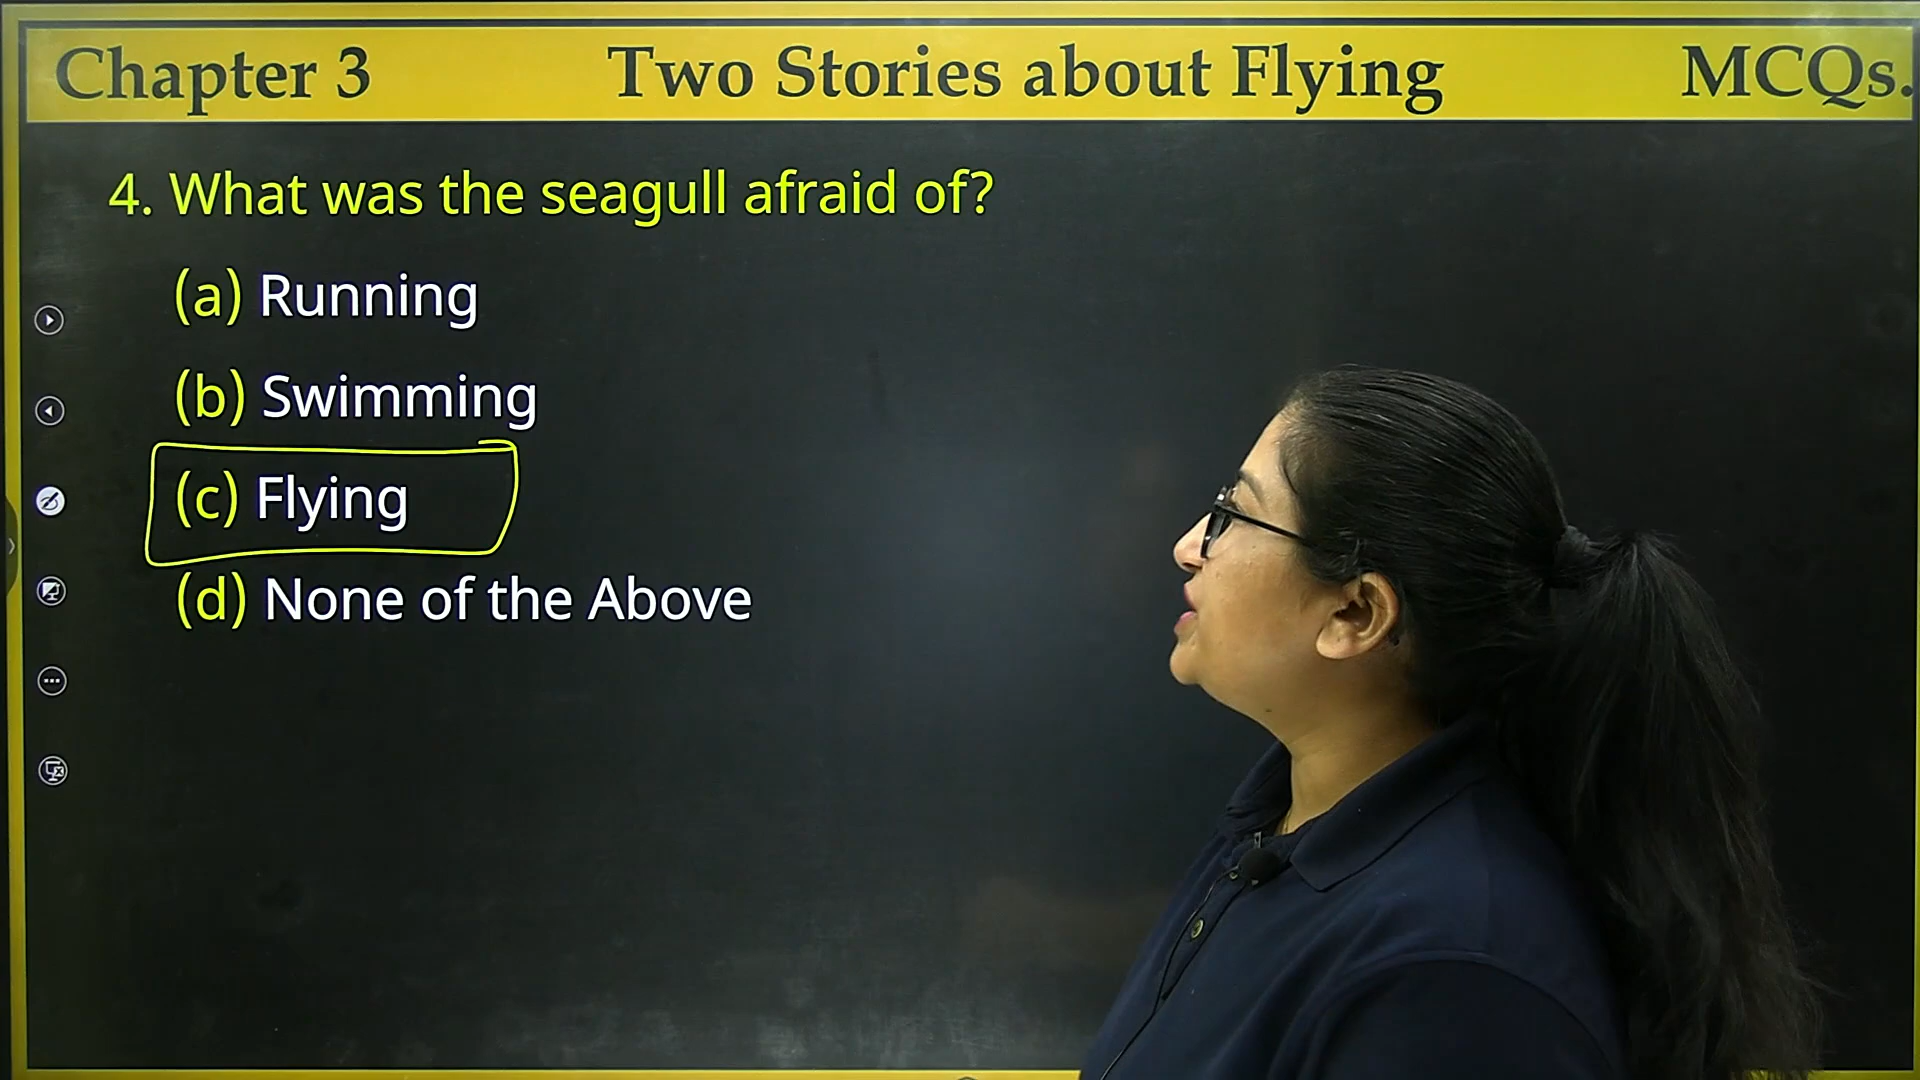 Chapter 3 Two Stories about Flying MCQs.
4. What was the seagull afraid of?
(a) Running
(b) Swimming
(c) Flying
(d) None of the Above